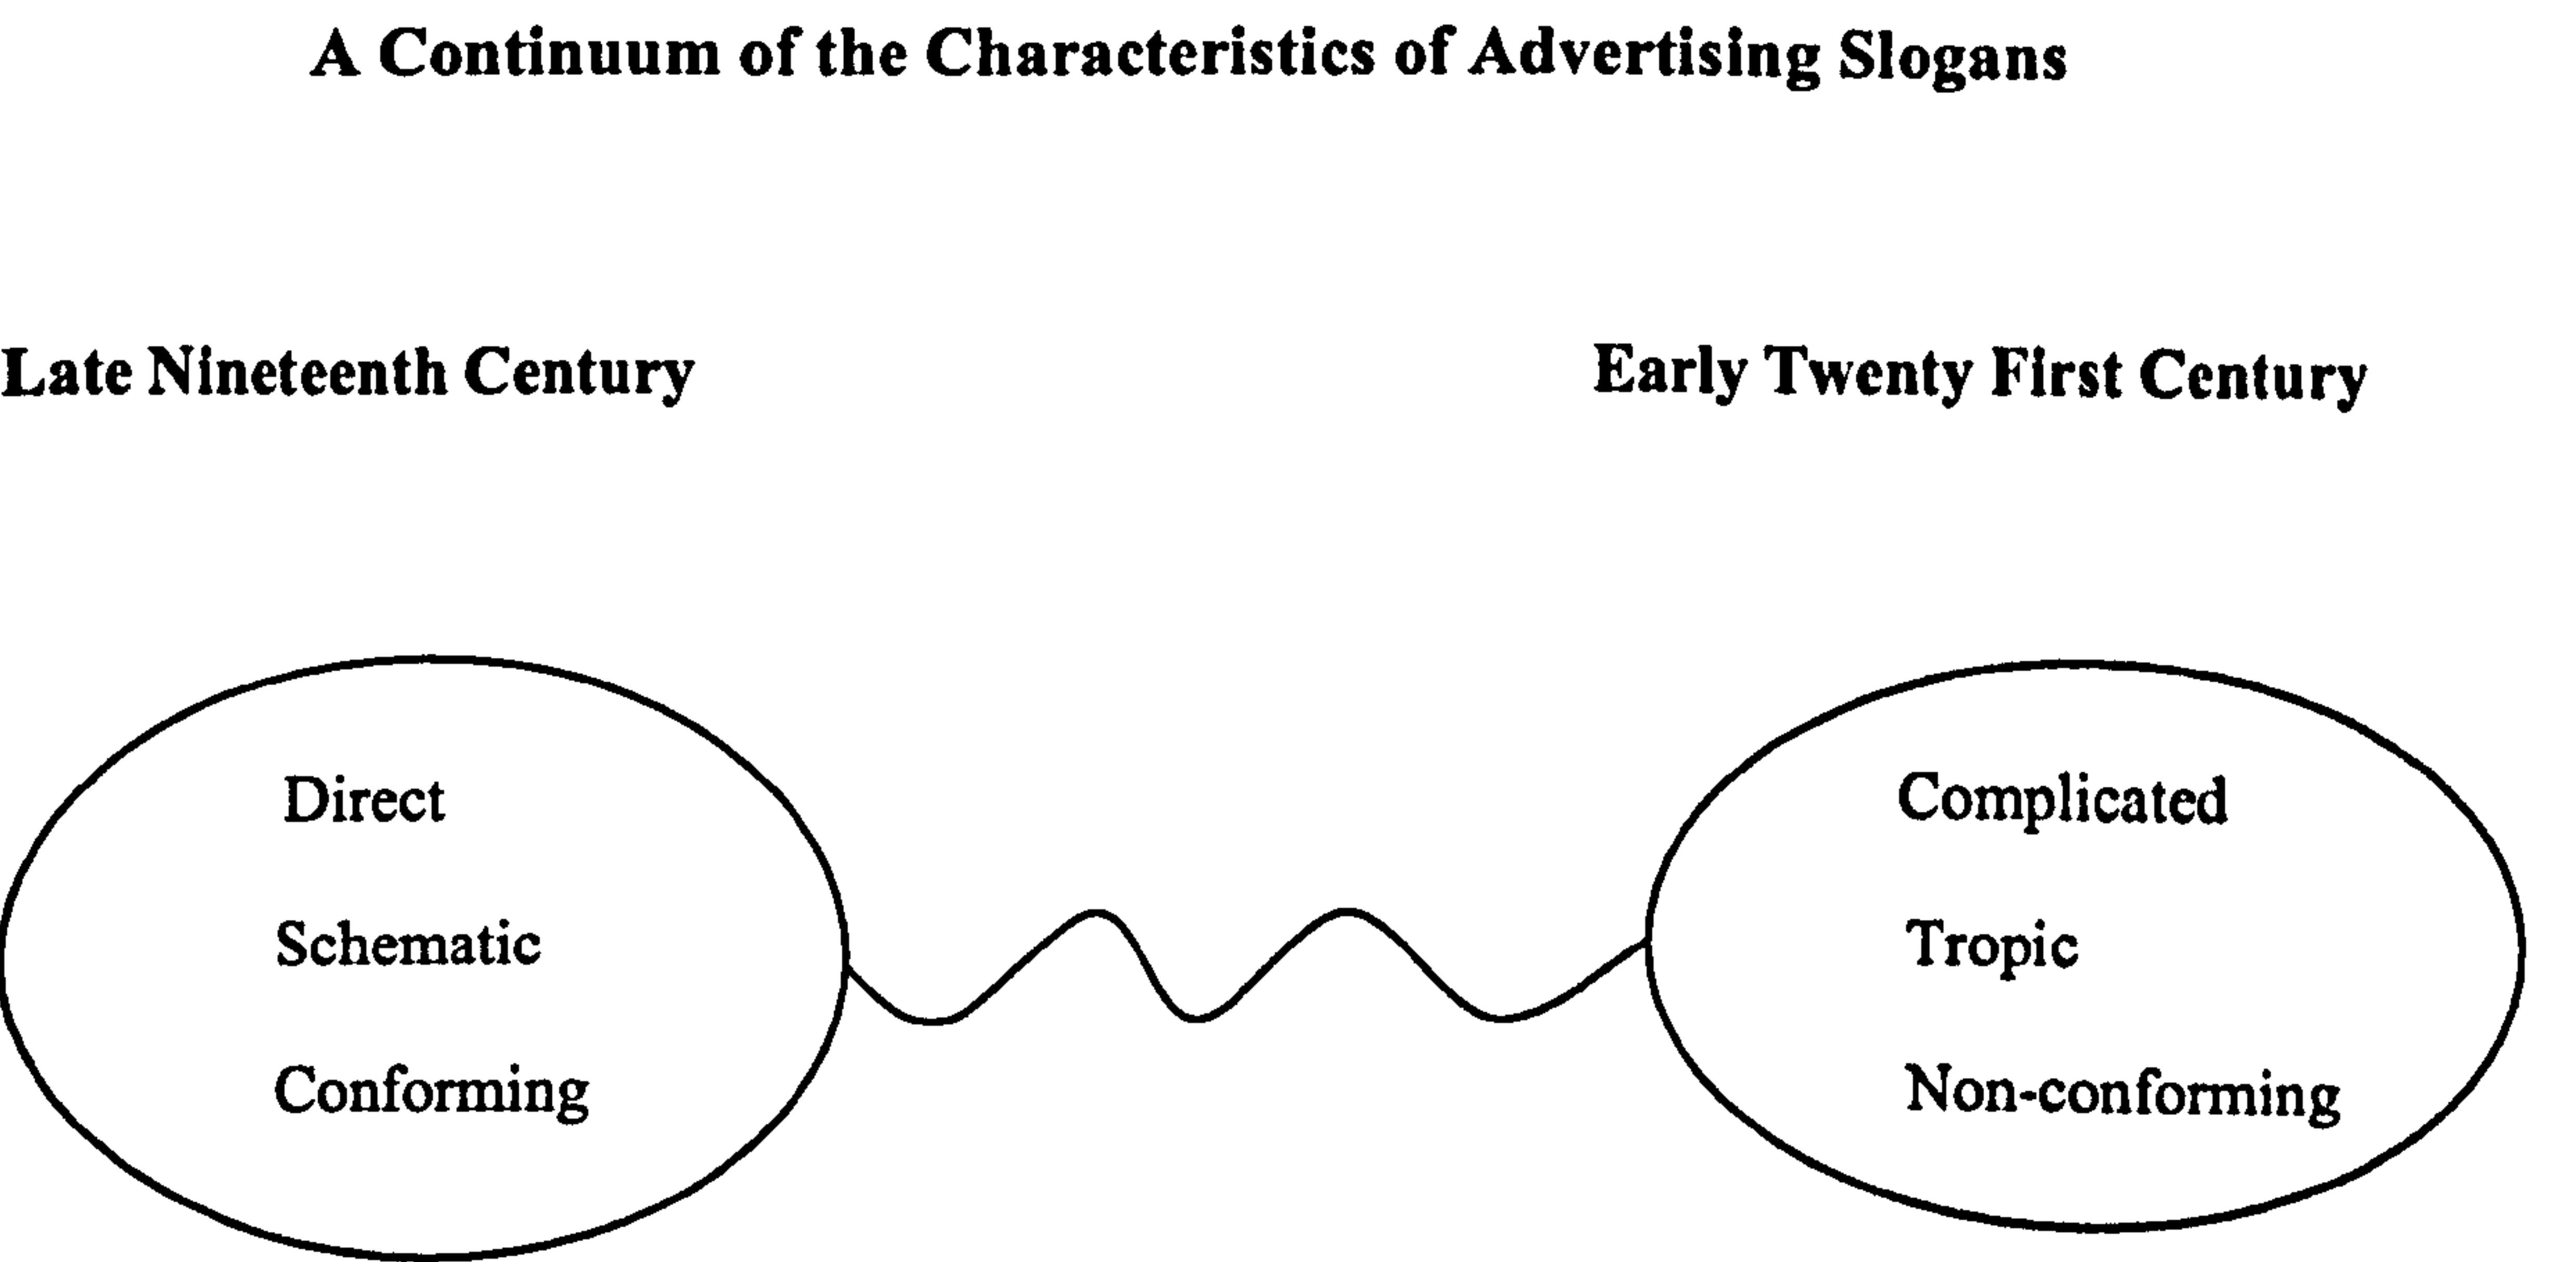 A Continuum of the Characteristics of Advertising Slogans
Late Nineteenth Century
Early Twenty First Century
Direct
Schematic
Conforming
Complicated
Tropic
Non-conforming